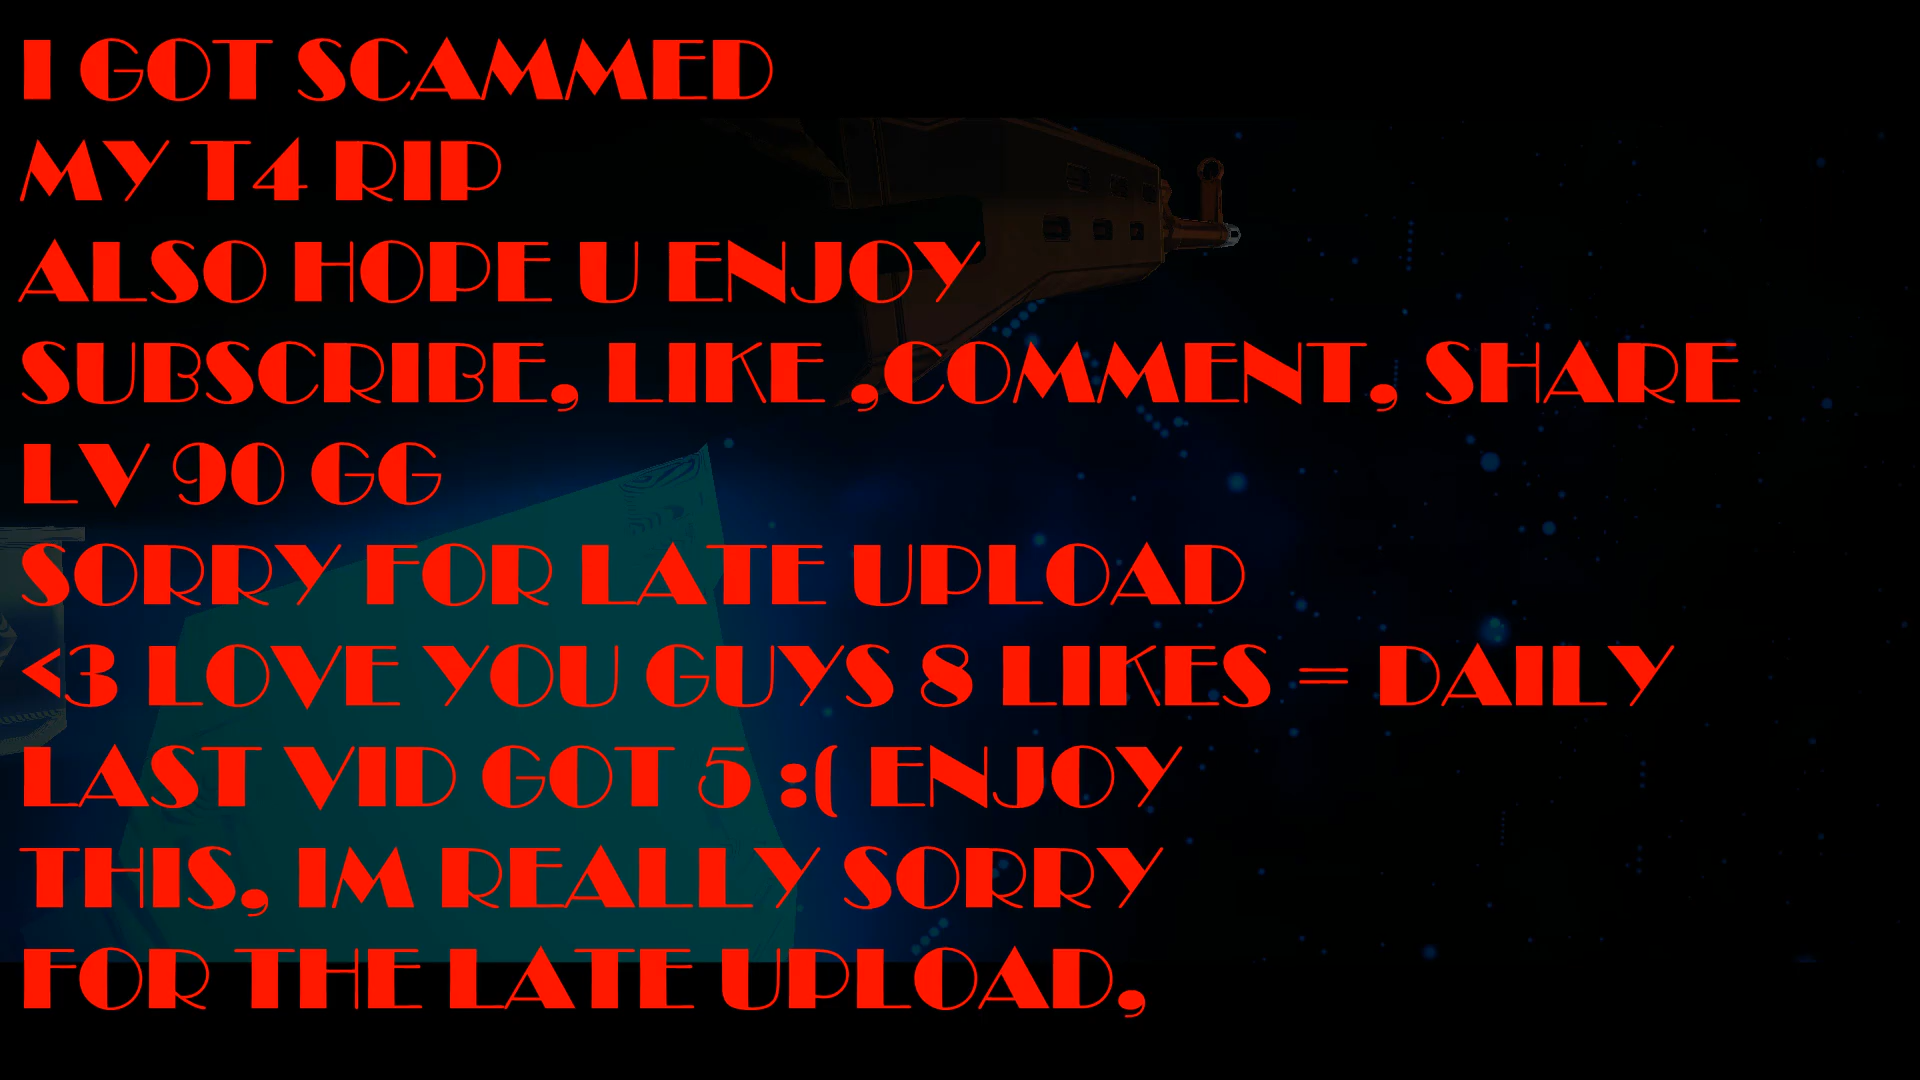 I GOT SCAMMED
MY T4 RIP
ALSO HOPE U ENJOY
SUBSCRIBE, LIKE ,COMMENT, SHARE
LV 90 GG
SORRY FOR LATE UPLOAD
<3 LOVE YOU GUYS 8 LIKES = DAILY
LAST VID GOT 5 :( ENJOY
THIS, IM REALLY SORRY
FOR THE LATE UPLOAD,